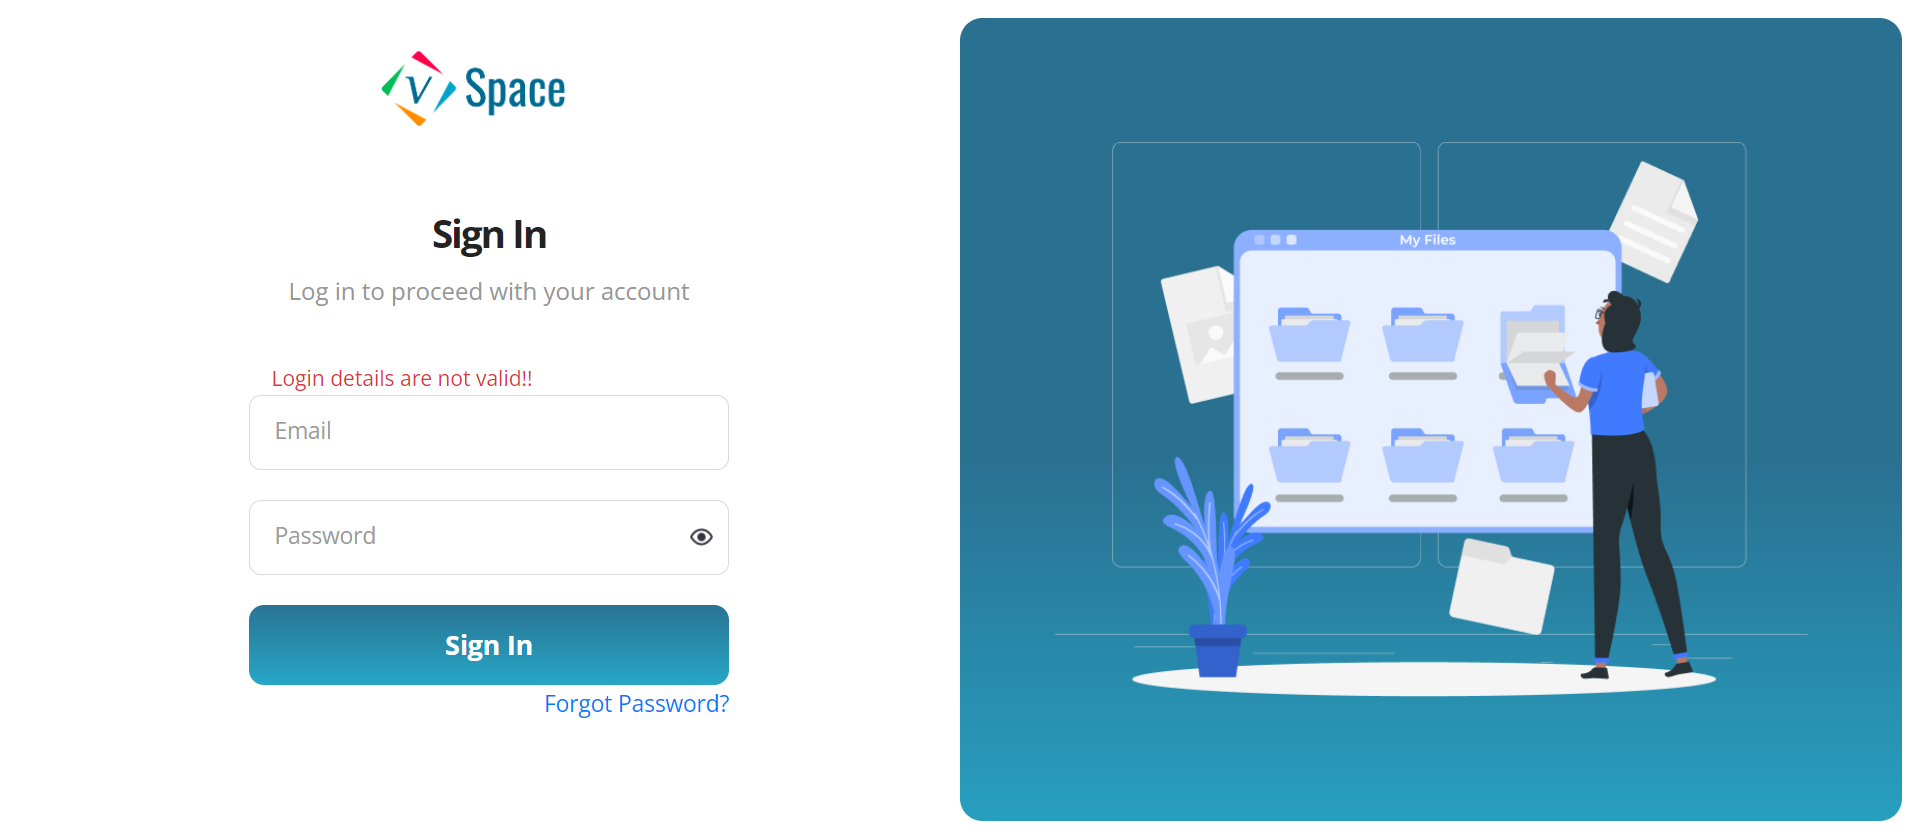 V Space
Sign In
Log in to proceed with your account
Login details are not valid!!
Email
Password
Sign In
Forgot Password?
My Files